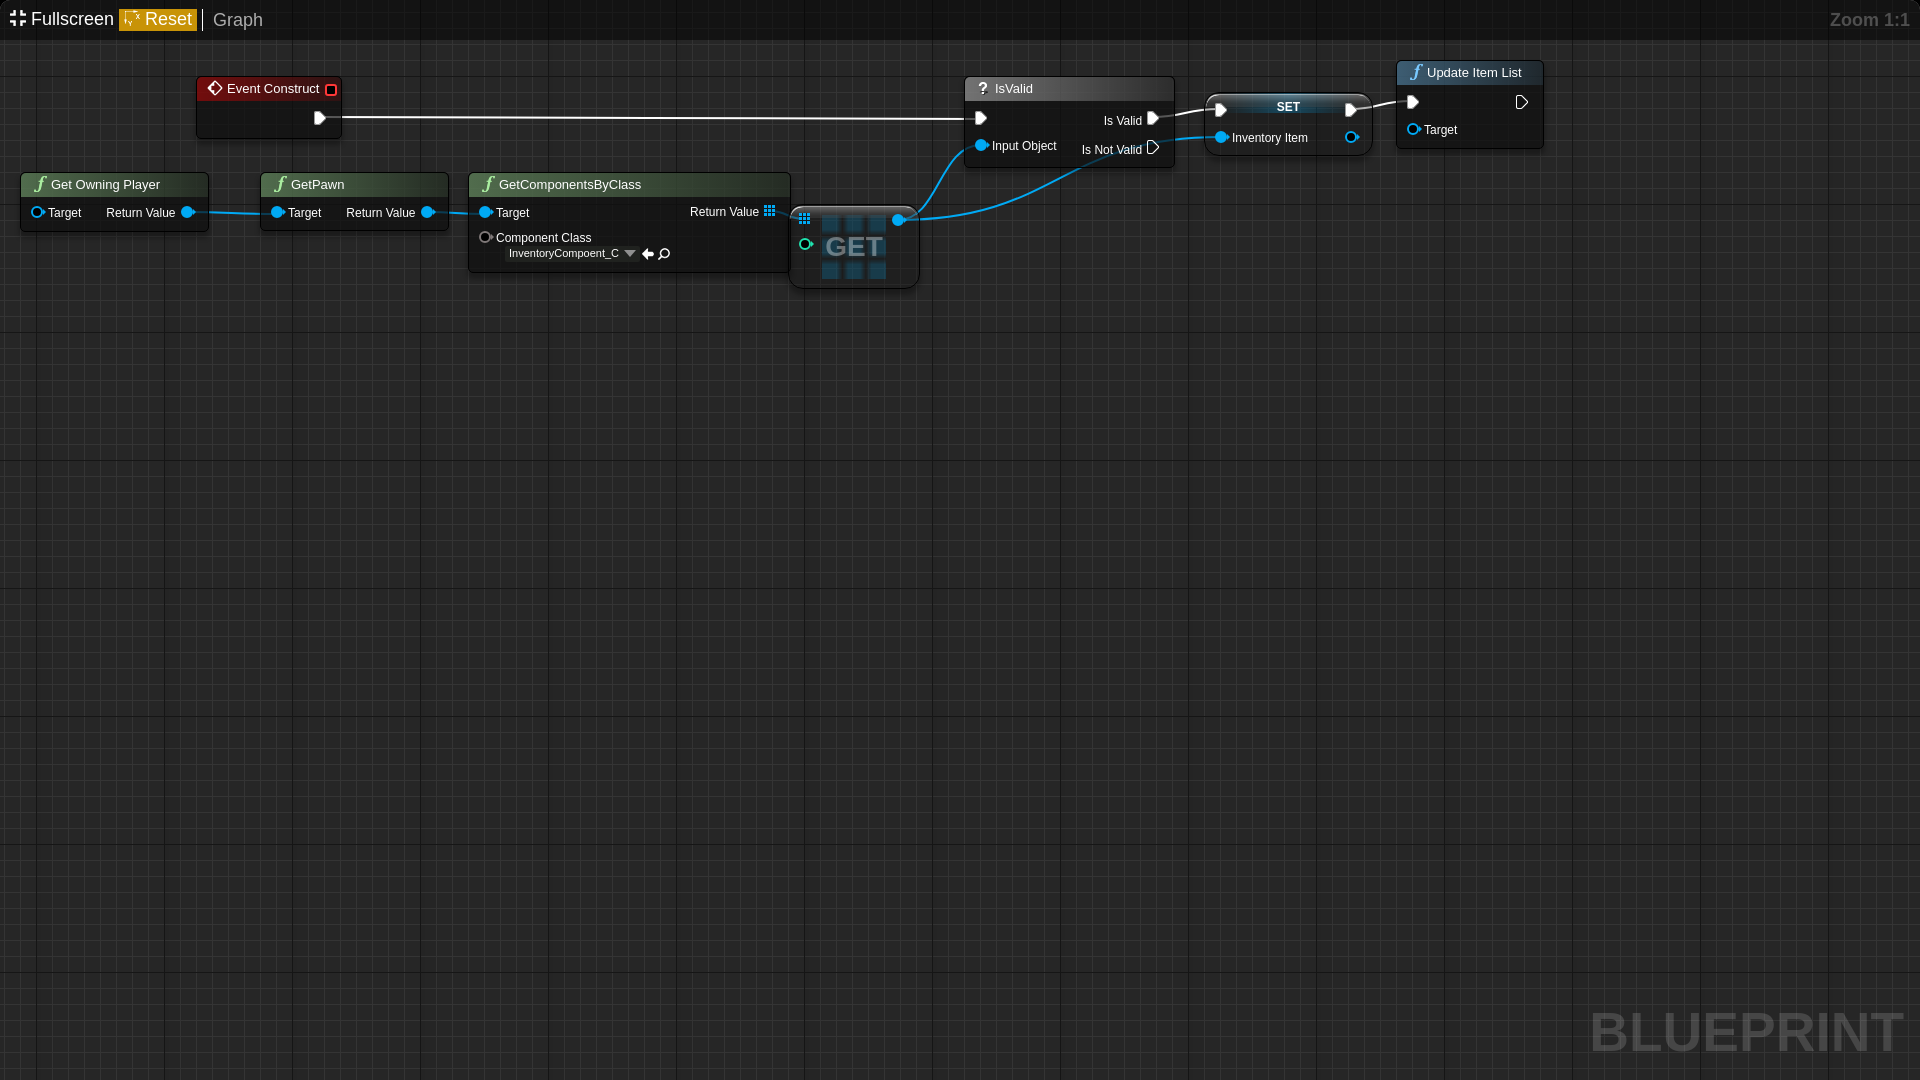 Fullscreen Reset Graph Zoom 1:1
Event Construct
? IsValid
Is Valid
Input Object
Is Not Valid
SET
Inventory Item
f Update Item List
Target
f Get Owning Player
Target Return Value
f GetPawn
Target Return Value
f GetComponentsByClass
Target Return Value
Component Class
InventoryCompoent_C
GET
BLUEPRINT